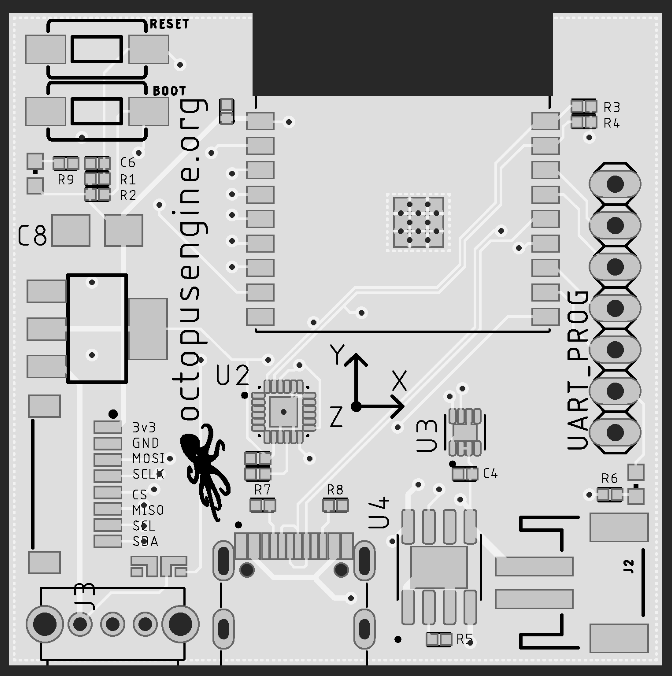 RESET
BOOT
octopusengine.org
R3
R4
C6
R9
R1
R2
C8
UART_PROG
Y
X
Z
U2
U3
3v3
GND
MOSI
SCLK
CS
MISO
SCL
SDA
C4
R7
R8
R6
U4
J2
J3
R5